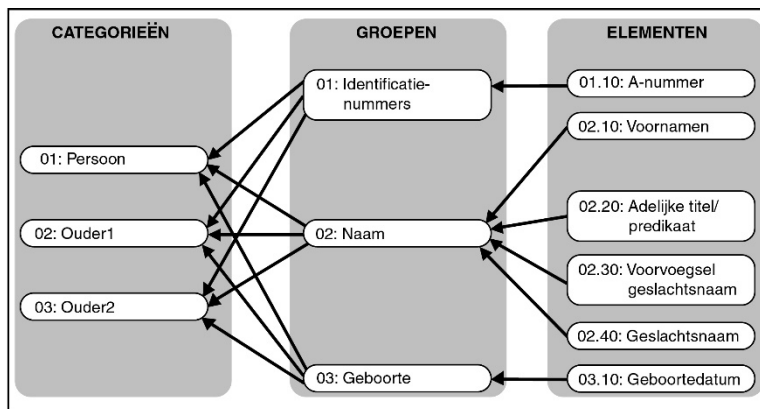 CATEGORIEËN
01: Persoon
02: Ouder1
03: Ouder2
GROEPEN
01: Identificatie-
nummers
02: Naam
03: Geboorte
ELEMENTEN
01.10: A-nummer
02.10: Voornamen
02.20: Adelijke titel/
predikaat
02.30: Voorvoegsel
geslachtsnaam
02.40: Geslachtsnaam
03.10: Geboortedatum